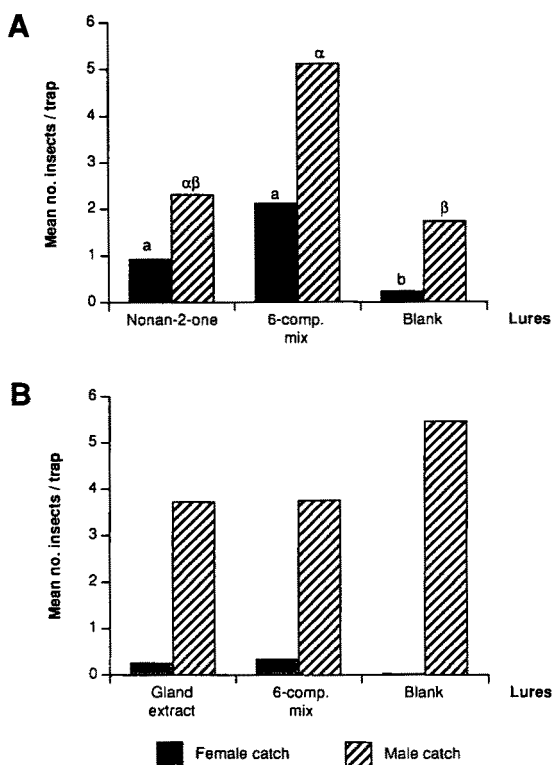 A
Mean no. insects / trap
6
5
4
3
2
1
0
a
αβ
a
α
b
β
Nonan-2-one
6-comp.
mix
Blank
Lures
B
Mean no. insects / trap
6
5
4
3
2
1
0
Gland
extract
6-comp.
mix
Blank
Lures
Female catch
Male catch